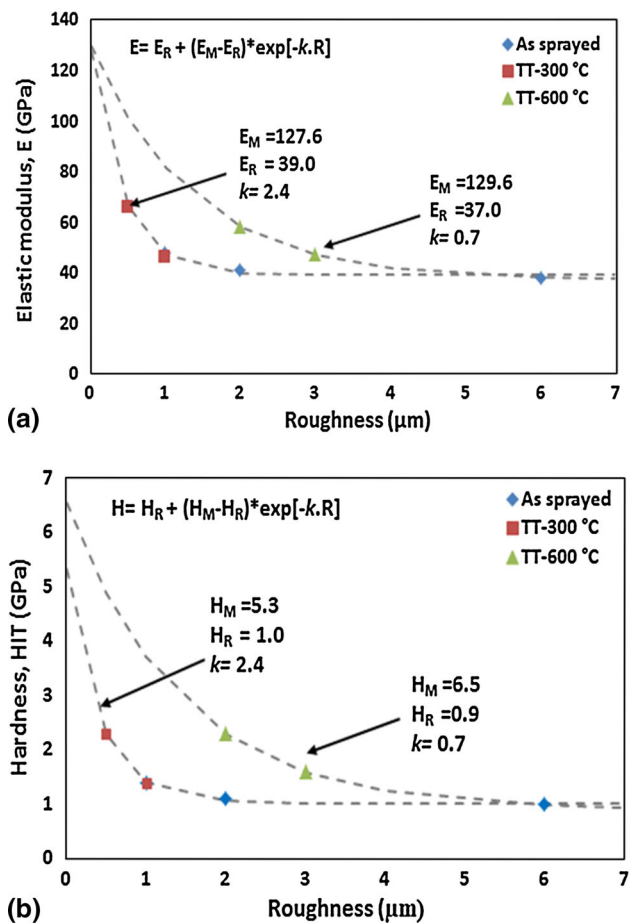 140
120
100
80
60
40
20
0
Elastic modulus, E (GPa)
E= E_R + (E_M-E_R)*exp[-k.R]
As sprayed
TT-300 °C
TT-600 °C
E_M =127.6
E_R = 39.0
k= 2.4
E_M =129.6
E_R = 37.0
k= 0.7
0 1 2 3 4 5 6 7
Roughness (µm)
(a)
7
6
5
4
3
2
1
0
Hardness, HIT (GPa)
H= H_R + (H_M-H_R)*exp[-k.R]
As sprayed
TT-300 °C
TT-600 °C
H_M =5.3
H_R = 1.0
k= 2.4
H_M =6.5
H_R =0.9
k= 0.7
0 1 2 3 4 5 6 7
Roughness (µm)
(b)